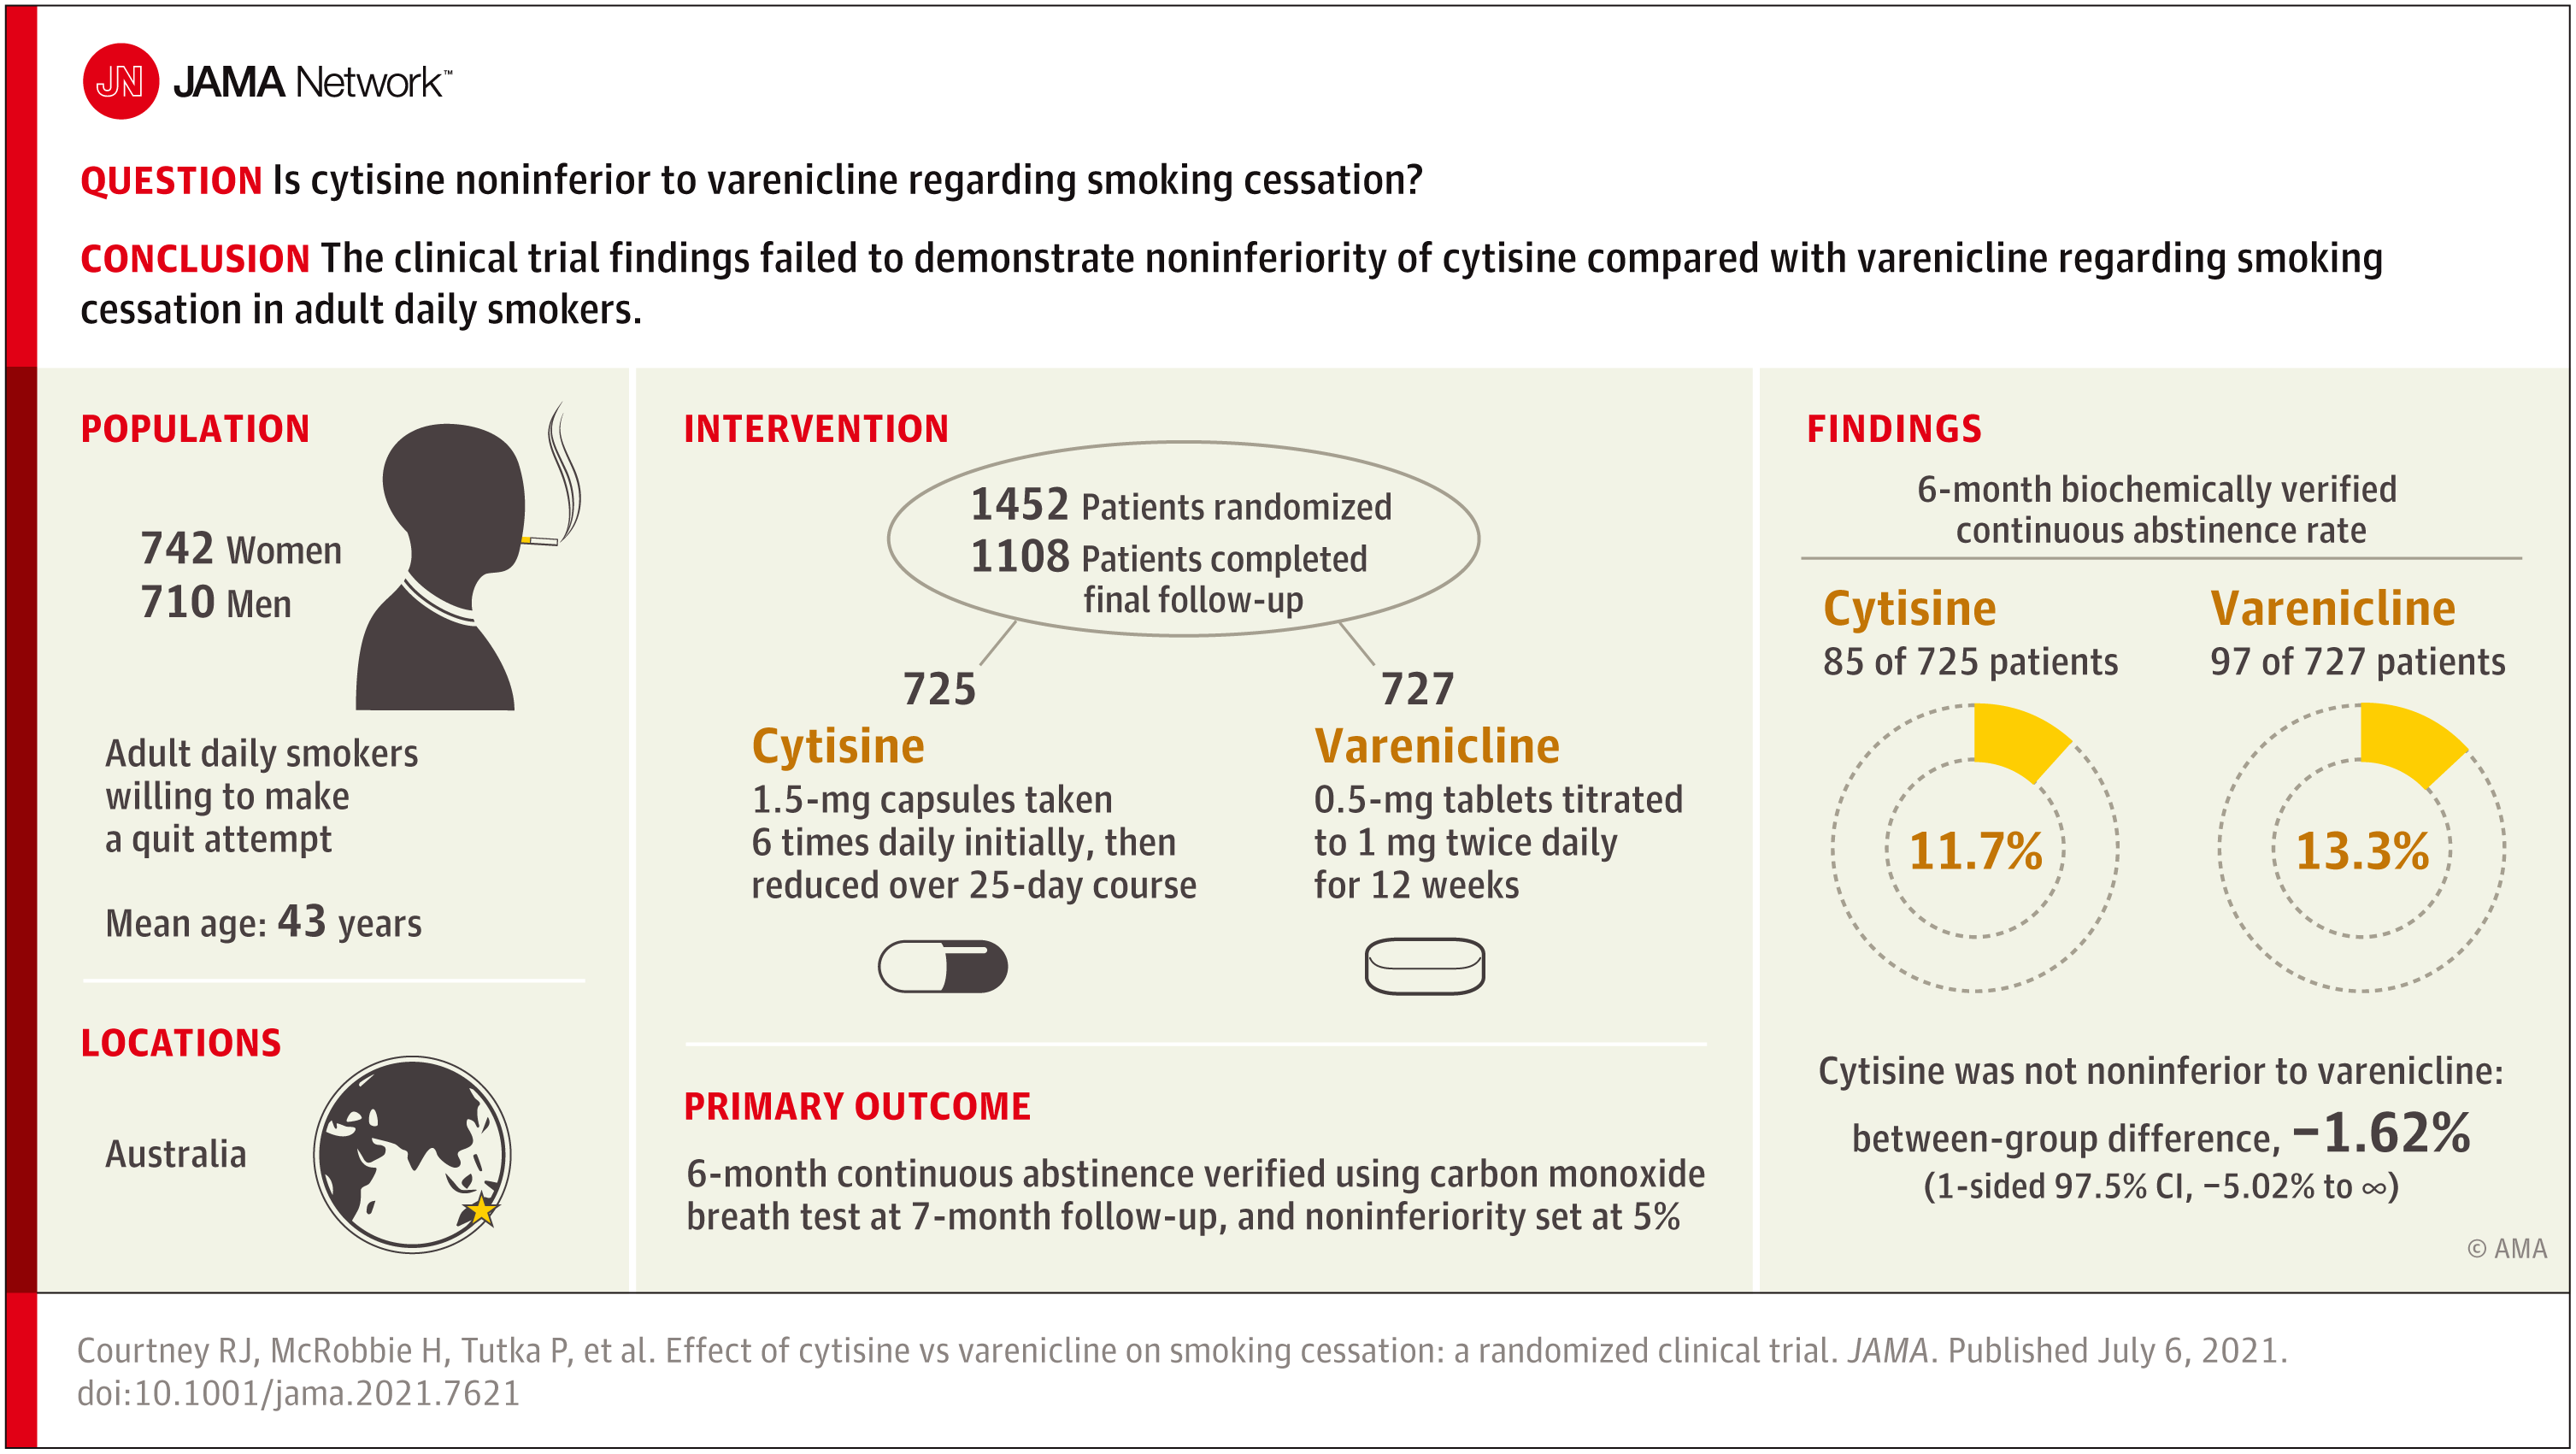 JN JAMA Network™
QUESTION Is cytisine noninferior to varenicline regarding smoking cessation?
CONCLUSION The clinical trial findings failed to demonstrate noninferiority of cytisine compared with varenicline regarding smoking
cessation in adult daily smokers.
POPULATION
742 Women
710 Men
Adult daily smokers
willing to make
a quit attempt
Mean age: 43 years
LOCATIONS
Australia
INTERVENTION
1452 Patients randomized
1108 Patients completed
final follow-up
725
Cytisine
1.5-mg capsules taken
6 times daily initially, then
reduced over 25-day course
727
Varenicline
0.5-mg tablets titrated
to 1 mg twice daily
for 12 weeks
PRIMARY OUTCOME
6-month continuous abstinence verified using carbon monoxide
breath test at 7-month follow-up, and noninferiority set at 5%
FINDINGS
6-month biochemically verified
continuous abstinence rate
Cytisine
85 of 725 patients
11.7%
Varenicline
97 of 727 patients
13.3%
Cytisine was not noninferior to varenicline:
between-group difference, −1.62%
(1-sided 97.5% CI, −5.02% to ∞)
© AMA
Courtney RJ, McRobbie H, Tutka P, et al. Effect of cytisine vs varenicline on smoking cessation: a randomized clinical trial. JAMA. Published July 6, 2021.
doi:10.1001/jama.2021.7621